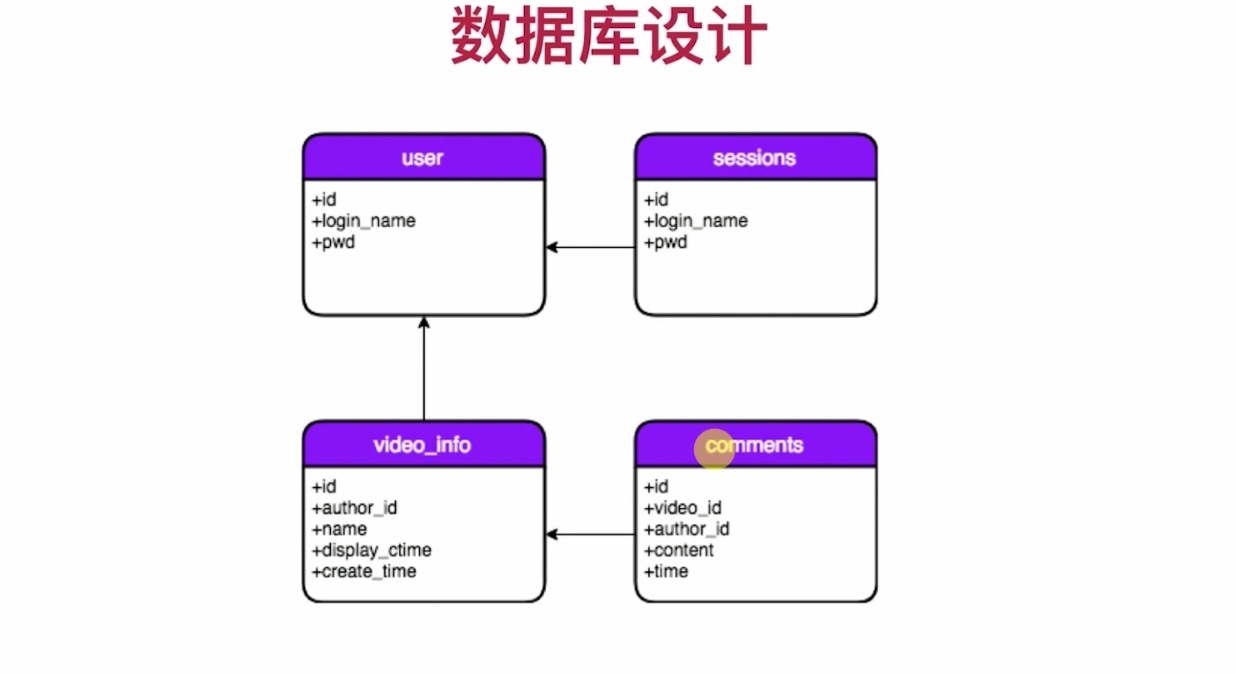 数据库设计
user
+id
+login_name
+pwd
sessions
+id
+login_name
+pwd
video_info
+id
+author_id
+name
+display_ctime
+create_time
comments
+id
+video_id
+author_id
+content
+time